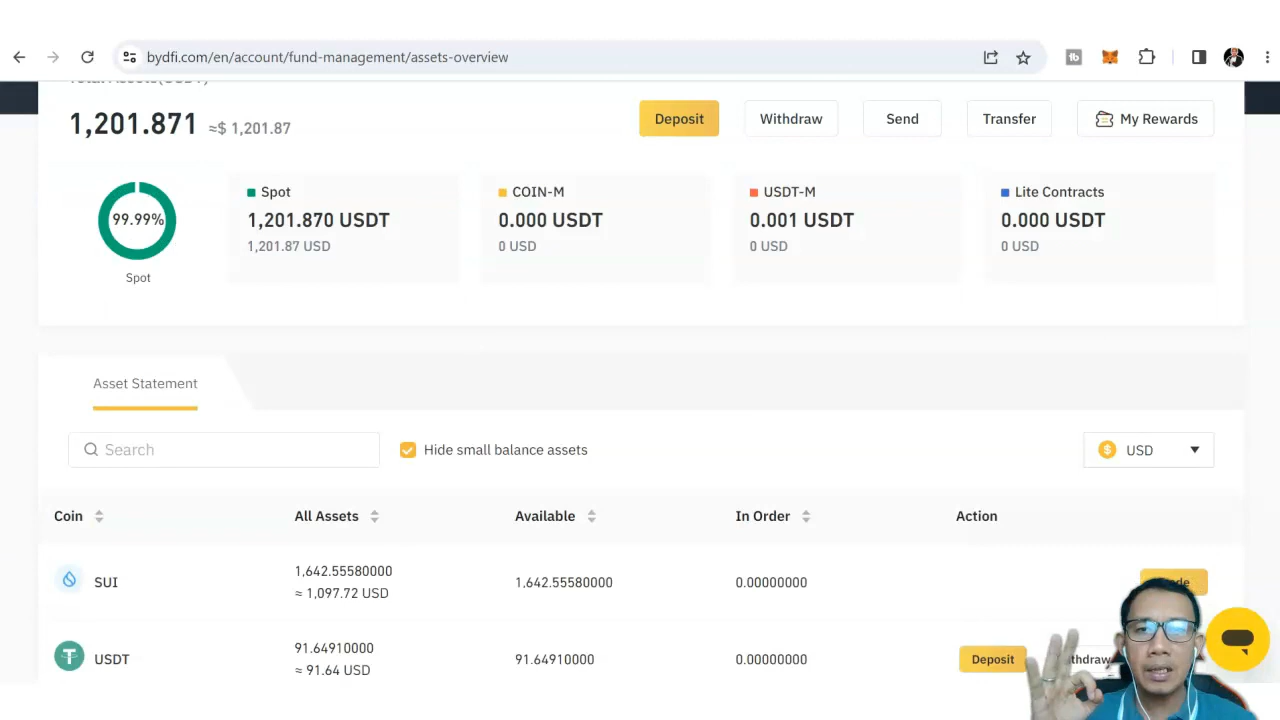 bydfi.com/en/account/fund-management/assets-overview
Total Assets(USDT)
1,201.871 ≈$ 1,201.87
Deposit
Withdraw
Send
Transfer
My Rewards
99.99%
Spot
Spot
1,201.870 USDT
1,201.87 USD
COIN-M
0.000 USDT
0 USD
USDT-M
0.001 USDT
0 USD
Lite Contracts
0.000 USDT
0 USD
Asset Statement
Search
Hide small balance assets
USD
Coin All Assets Available In Order Action
SUI
1,642.55580000
≈ 1,097.72 USD
1,642.55580000
0.00000000
USDT
91.64910000
≈ 91.64 USD
91.64910000
0.00000000
Deposit